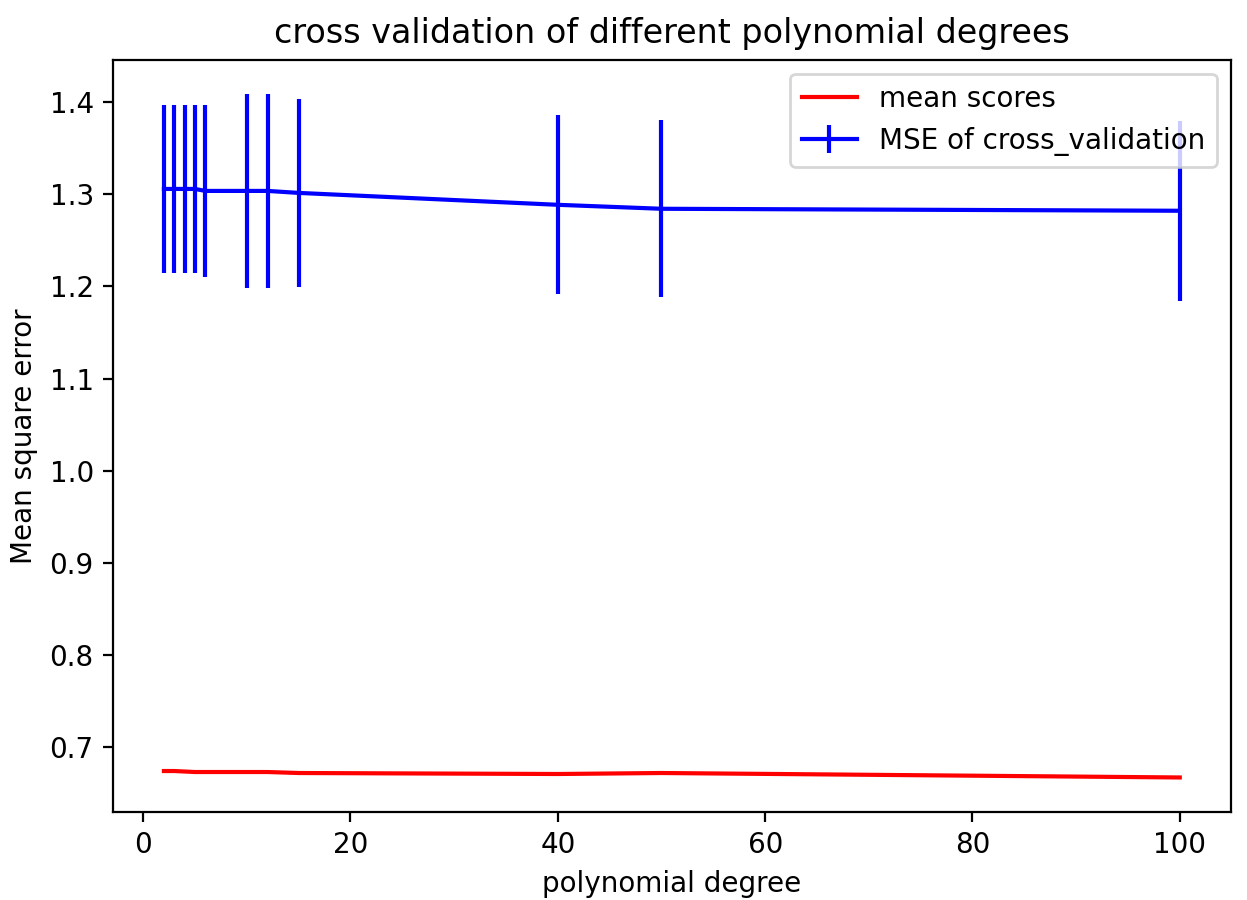 cross validation of different polynomial degrees
mean scores
MSE of cross_validation
Mean square error
1.4
1.3
1.2
1.1
1.0
0.9
0.8
0.7
0
20
40
60
80
100
polynomial degree